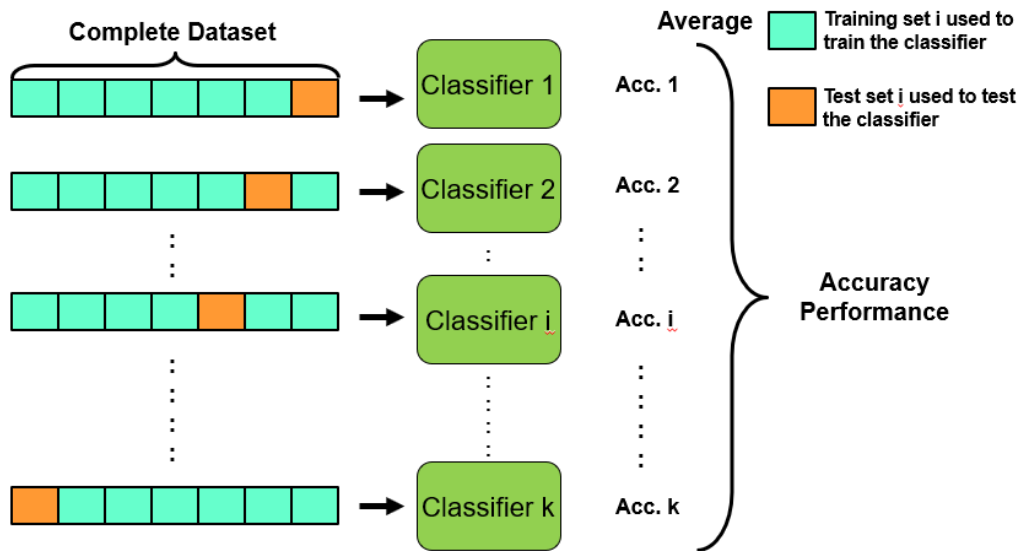 Complete Dataset
Average
Training set i used to
train the classifier
Test set i used to test
the classifier
Classifier 1
Acc. 1
Classifier 2
Acc. 2
Classifier i
Acc. i
Accuracy
Performance
Classifier k
Acc. k